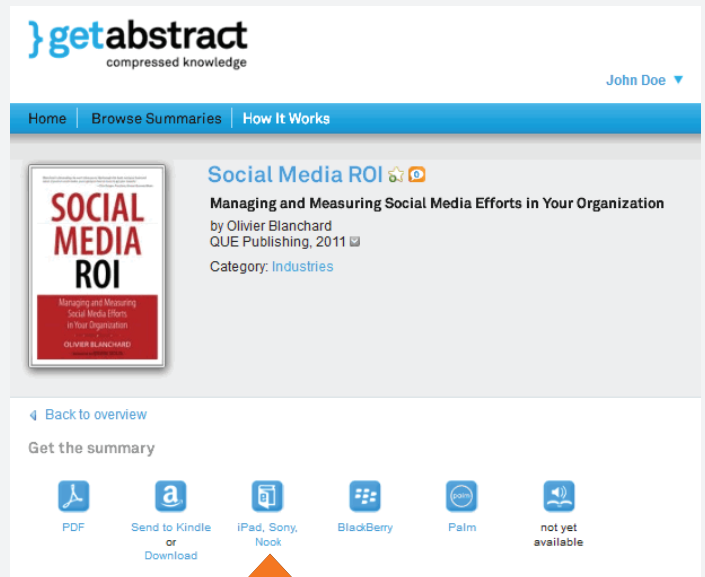 }getabstract
compressed knowledge
John Doe ▼
Home | Browse Summaries | How It Works
SOCIAL
MEDIA
ROI
Managing and Measuring
Social Media Efforts
in Your Organization
OLIVIER BLANCHARD
Social Media ROI 0
Managing and Measuring Social Media Efforts in Your Organization
by Olivier Blanchard
QUE Publishing, 2011
Category: Industries
Back to overview
Get the summary
a
palm
PDF
Send to Kindle
or
Download
iPad, Sony,
Nook
BlackBerry
Palm
not yet
available